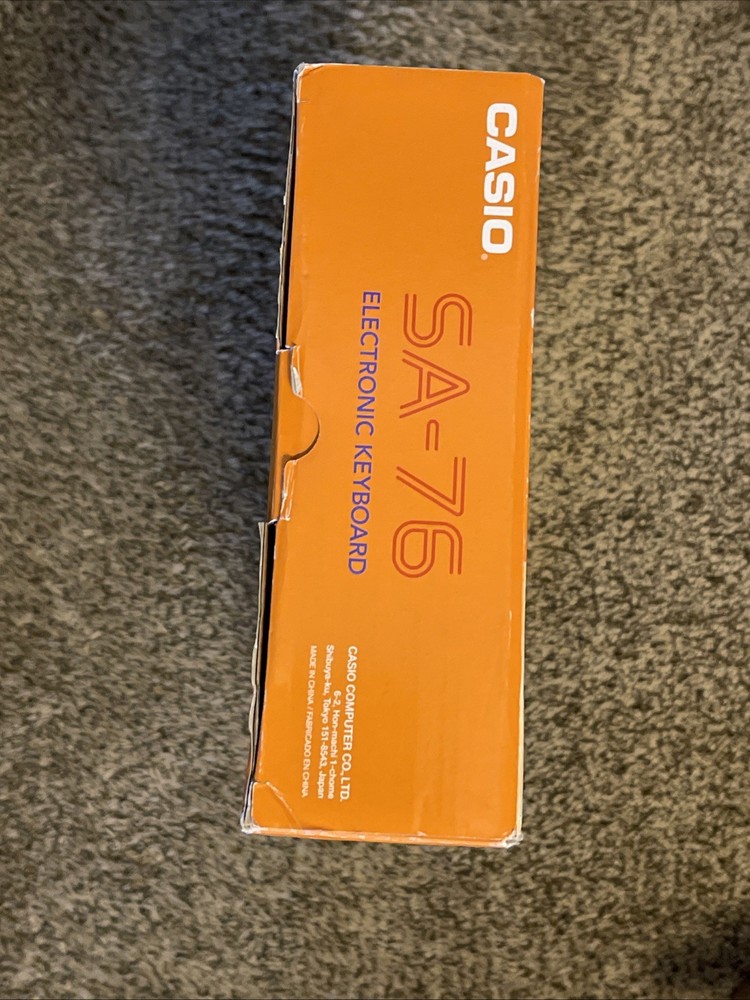 CASIO®
SA-76
ELECTRONIC KEYBOARD
CASIO COMPUTER CO., LTD.
6-2, Hon-machi 1-chome
Shibuya-ku, Tokyo 151-8543, Japan
MADE IN CHINA / FABRICADO EN CHINA